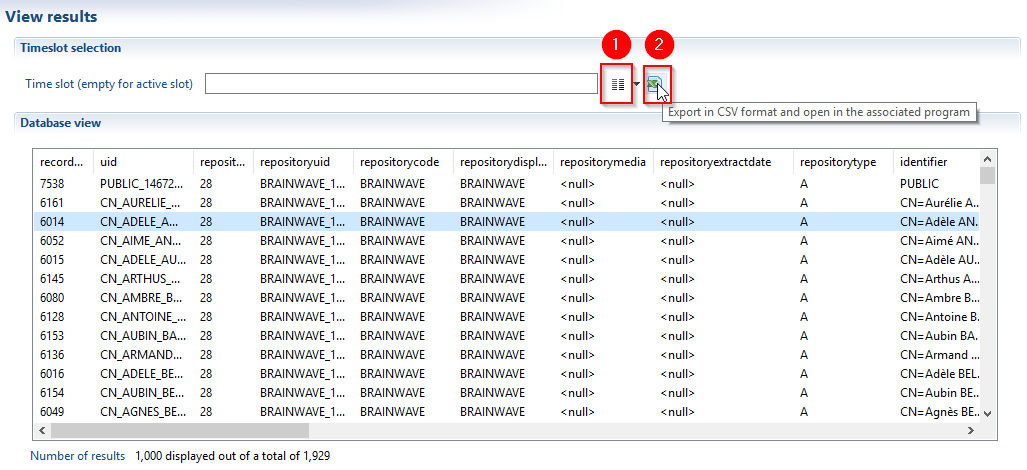 View results
Timeslot selection
1 2
Time slot (empty for active slot)
Export in CSV format and open in the associated program
Database view
record... uid reposit... repositoryuid repositorycode repositorydispl... repositorymedia repositoryextractdate repositorytype identifier
7538 PUBLIC_14672... 28 BRAINWAVE_1... BRAINWAVE BRAINWAVE <null> <null> A PUBLIC
6161 CN_AURELIE_... 28 BRAINWAVE_1... BRAINWAVE BRAINWAVE <null> <null> A CN=Aurélie A...
6014 CN_ADELE_A... 28 BRAINWAVE_1... BRAINWAVE BRAINWAVE <null> <null> A CN=Adèle AN...
6052 CN_AIME_AN... 28 BRAINWAVE_1... BRAINWAVE BRAINWAVE <null> <null> A CN=Aimé AN...
6015 CN_ADELE_AU... 28 BRAINWAVE_1... BRAINWAVE BRAINWAVE <null> <null> A CN=Adèle AU...
6145 CN_ARTHUS_... 28 BRAINWAVE_1... BRAINWAVE BRAINWAVE <null> <null> A CN=Arthus A...
6080 CN_AMBRE_B... 28 BRAINWAVE_1... BRAINWAVE BRAINWAVE <null> <null> A CN=Ambre B...
6128 CN_ANTOINE_... 28 BRAINWAVE_1... BRAINWAVE BRAINWAVE <null> <null> A CN=Antoine B...
6153 CN_AUBIN_BA... 28 BRAINWAVE_1... BRAINWAVE BRAINWAVE <null> <null> A CN=Aubin BA...
6136 CN_ARMAND... 28 BRAINWAVE_1... BRAINWAVE BRAINWAVE <null> <null> A CN=Armand ...
6016 CN_ADELE_BE... 28 BRAINWAVE_1... BRAINWAVE BRAINWAVE <null> <null> A CN=Adèle BEL...
6154 CN_AUBIN_BE... 28 BRAINWAVE_1... BRAINWAVE BRAINWAVE <null> <null> A CN=Aubin BE...
6049 CN_AGNES_BE... 28 BRAINWAVE_1... BRAINWAVE BRAINWAVE <null> <null> A CN=Agnès BE...
Number of results 1,000 displayed out of a total of 1,929